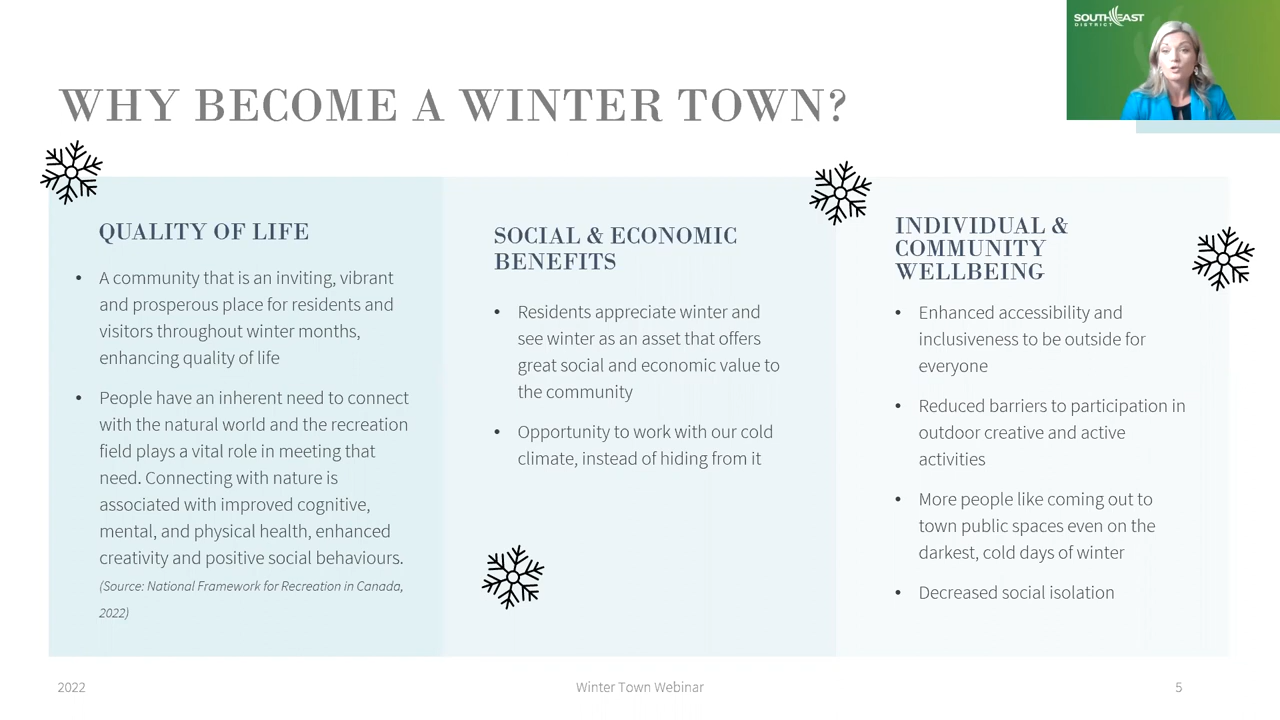 SOUTH EAST
DISTRICT
WHY BECOME A WINTER TOWN?
QUALITY OF LIFE
• A community that is an inviting, vibrant
and prosperous place for residents and
visitors throughout winter months,
enhancing quality of life
• People have an inherent need to connect
with the natural world and the recreation
field plays a vital role in meeting that
need. Connecting with nature is
associated with improved cognitive,
mental, and physical health, enhanced
creativity and positive social behaviours.
(Source: National Framework for Recreation in Canada,
2022)
SOCIAL & ECONOMIC
BENEFITS
• Residents appreciate winter and
see winter as an asset that offers
great social and economic value to
the community
• Opportunity to work with our cold
climate, instead of hiding from it
INDIVIDUAL &
COMMUNITY
WELLBEING
• Enhanced accessibility and
inclusiveness to be outside for
everyone
• Reduced barriers to participation in
outdoor creative and active
activities
• More people like coming out to
town public spaces even on the
darkest, cold days of winter
• Decreased social isolation
2022
Winter Town Webinar
5